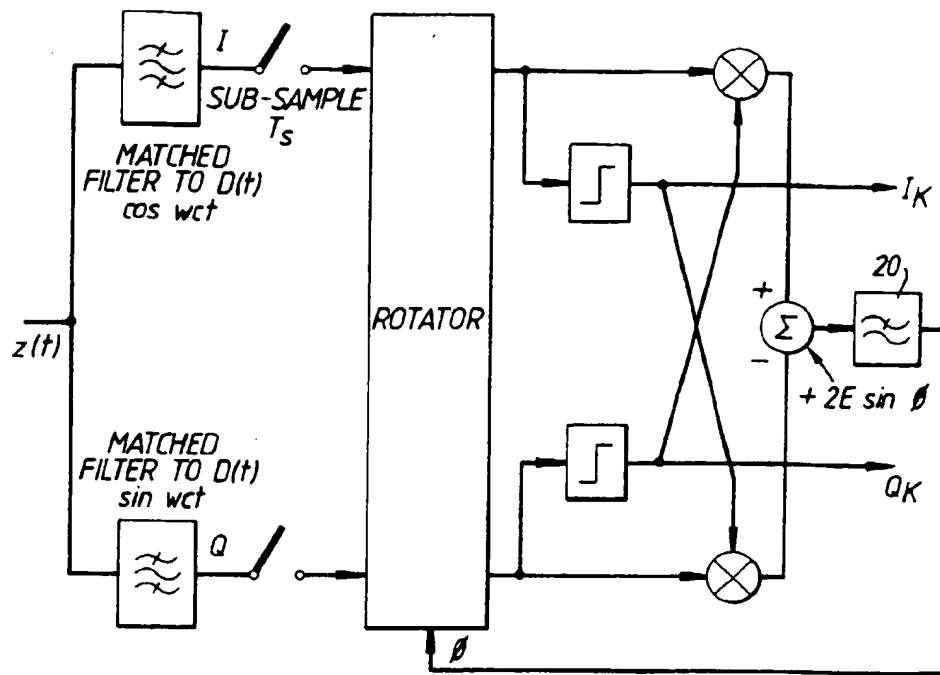 I
SUB-SAMPLE
Ts
MATCHED
FILTER TO D(t)
cos wct
ROTATOR
IK
20
+
Σ
-
+ 2E sin ø
z(t)
MATCHED
FILTER TO D(t)
sin wct
QK
Q
ø